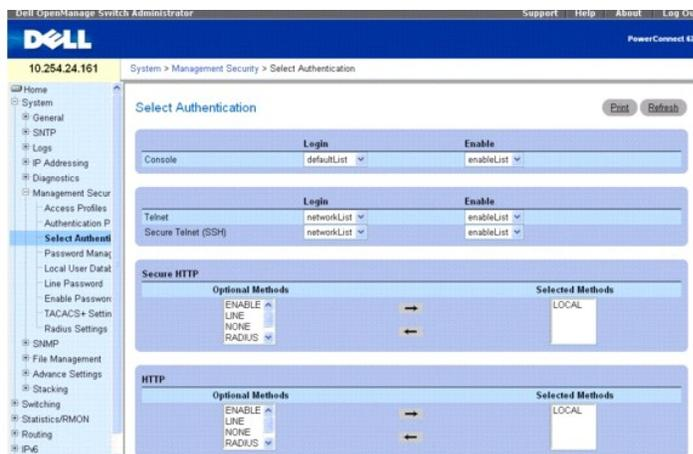 Dell OpenManage Switch Administrator Support Help About Log Ou
DELL
PowerConnect 62
10.254.24.161
System > Management Security > Select Authentication
Home
System
General
SNTP
Logs
IP Addressing
Diagnostics
Management Secur
Access Profiles
Authentication P
Select Authenti
Password Manag
Local User Datab
Line Password
Enable Passwor
TACACS+ Settin
Radius Settings
SNMP
File Management
Advance Settings
Stacking
Switching
Statistics/RMON
Routing
IPv6
Select Authentication
Print Refresh
Login Enable
Console defaultList enableList
Login Enable
Telnet networkList enableList
Secure Telnet (SSH) networkList enableList
Secure HTTP
Optional Methods Selected Methods
ENABLE
LINE
NONE
RADIUS
LOCAL
HTTP
Optional Methods Selected Methods
ENABLE
LINE
NONE
RADIUS
LOCAL